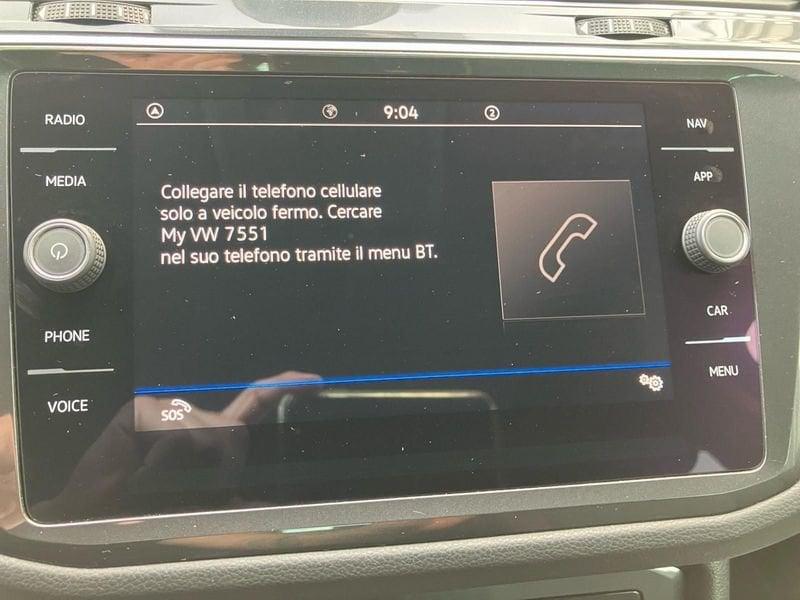 RADIO
MEDIA
PHONE
VOICE
9:04
2
Collegare il telefono cellulare
solo a veicolo fermo. Cercare
My VW 7551
nel suo telefono tramite il menu BT.
SOS
NAV
APP
CAR
MENU